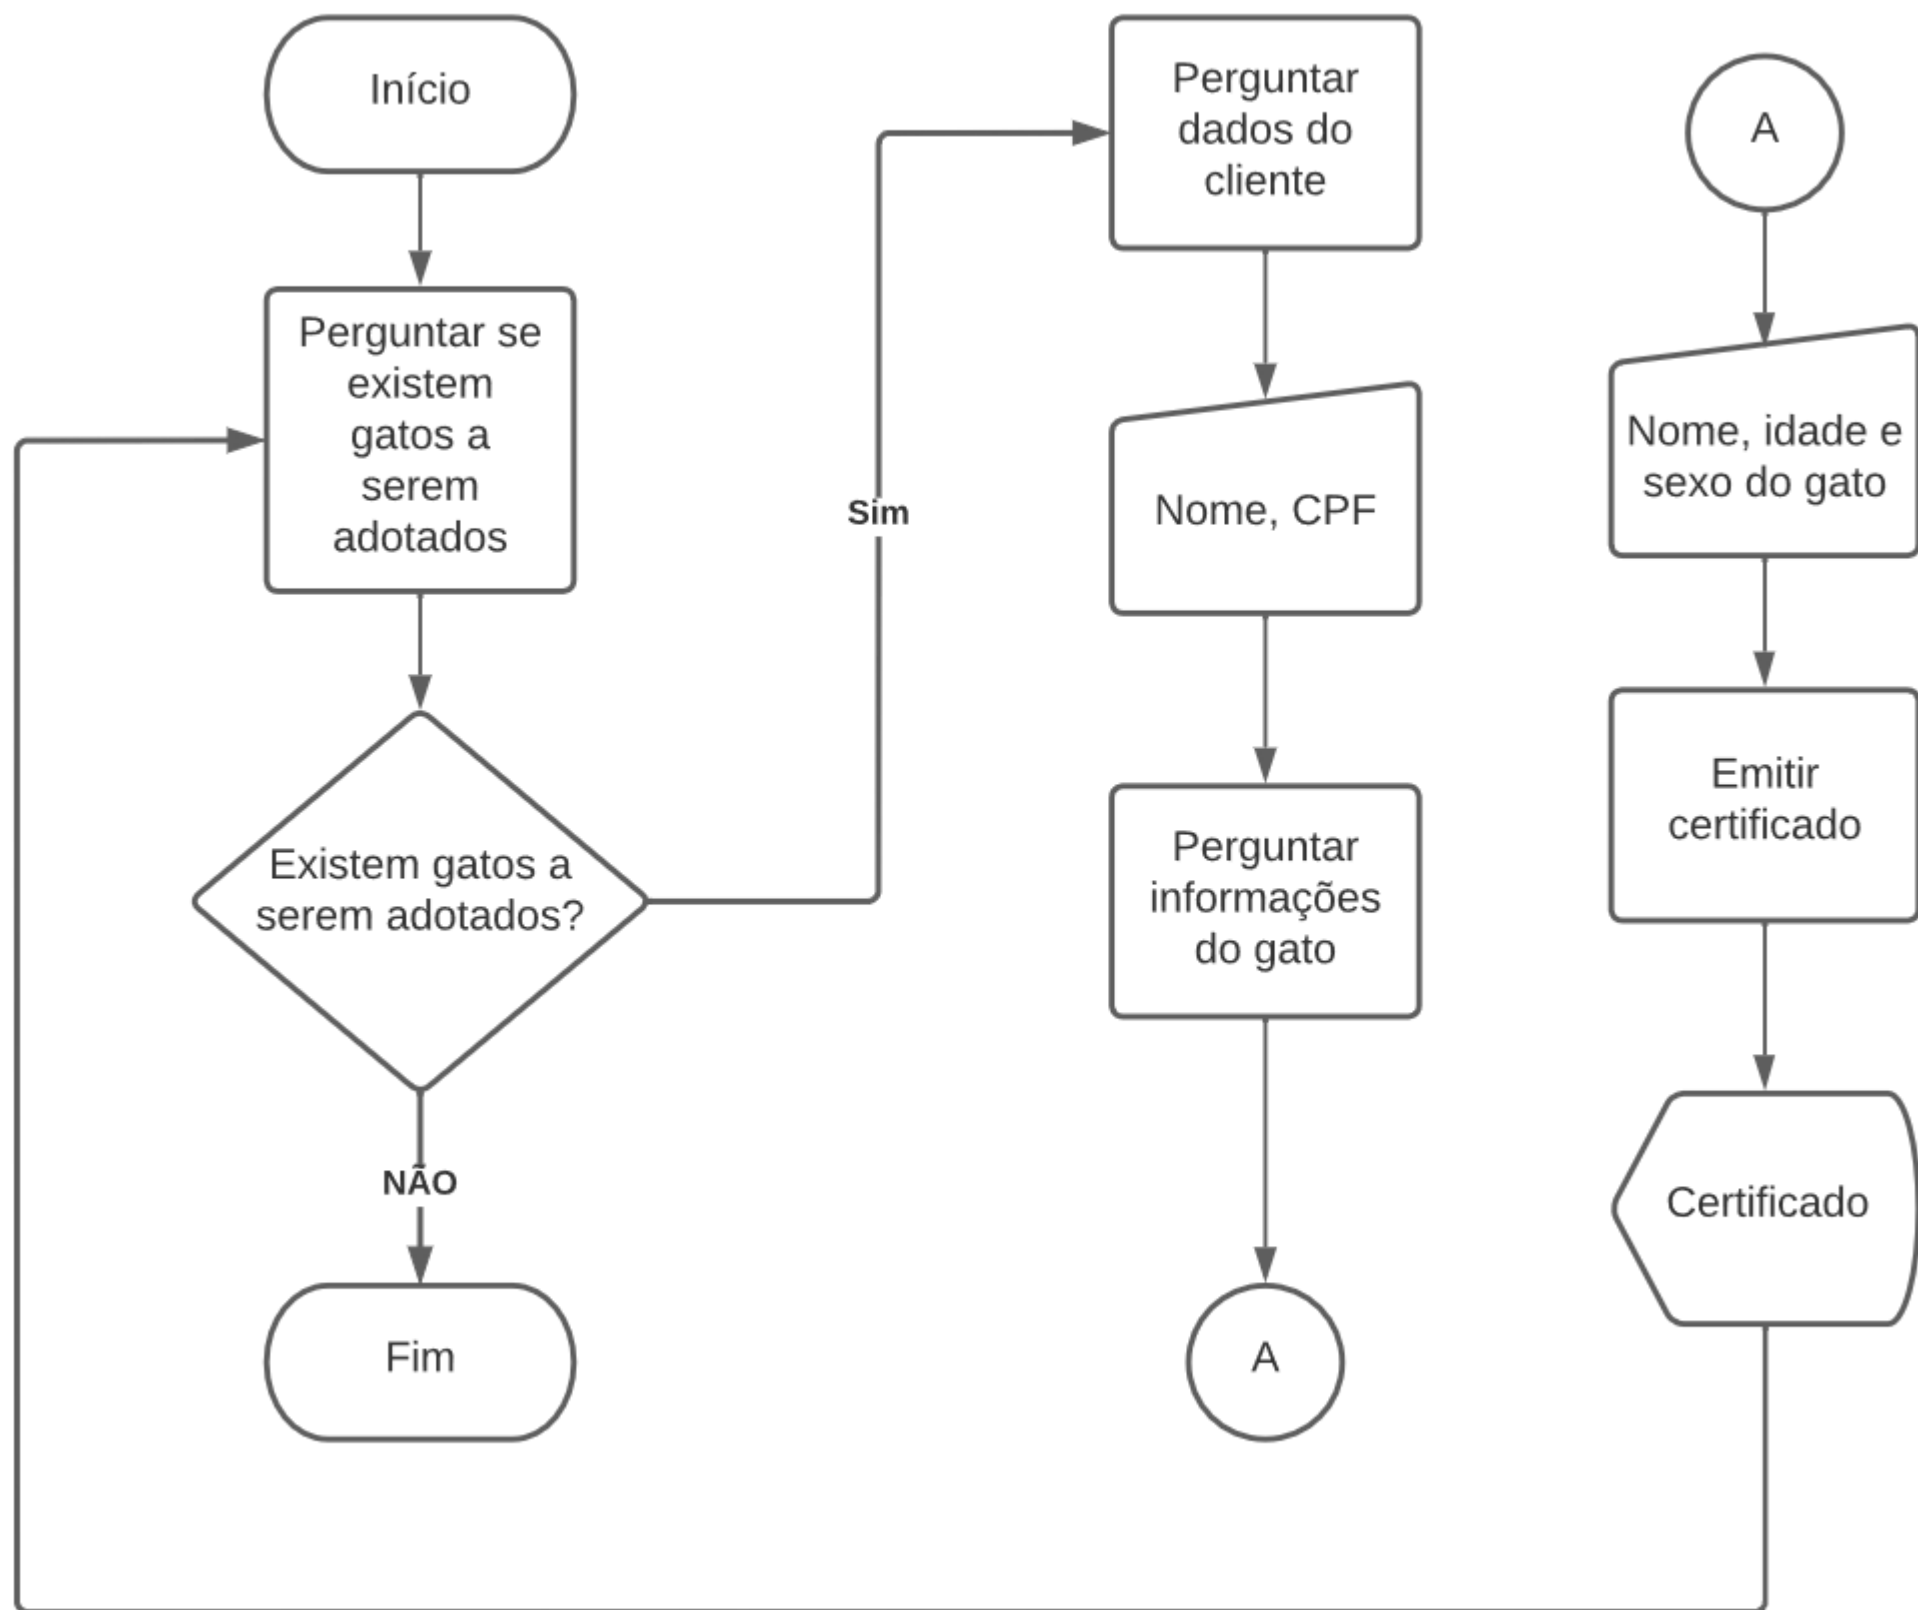 Início
Perguntar se
existem
gatos a
serem
adotados
Existem gatos a
serem adotados?
NÃO
Fim
Sim
Perguntar
dados do
cliente
Nome, CPF
Perguntar
informações
do gato
A
A
Nome, idade e
sexo do gato
Emitir
certificado
Certificado